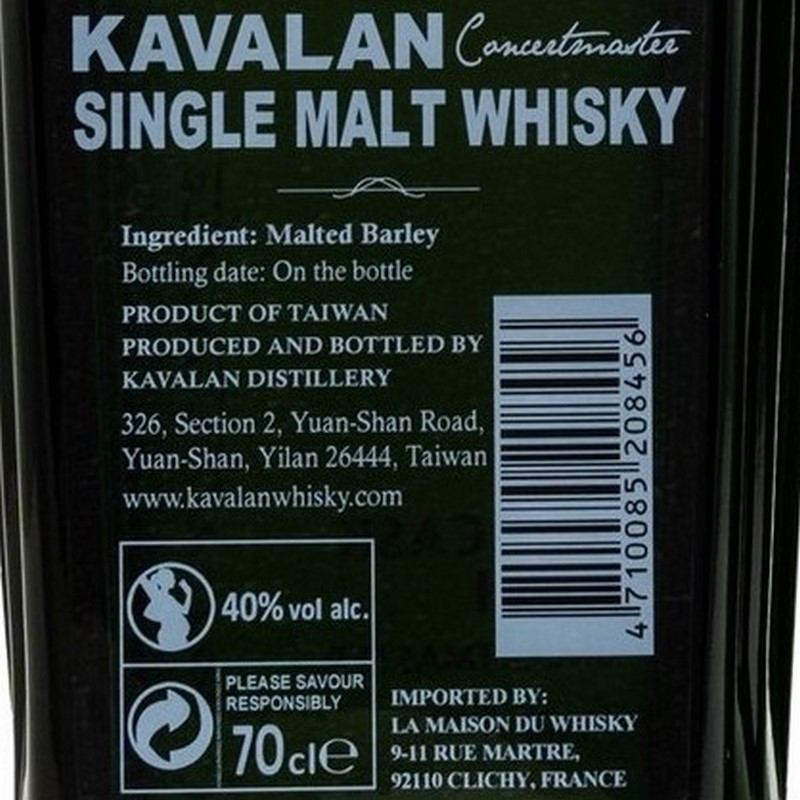 KAVALAN Concertmaster
SINGLE MALT WHISKY
Ingredient: Malted Barley
Bottling date: On the bottle
PRODUCT OF TAIWAN
PRODUCED AND BOTTLED BY
KAVALAN DISTILLERY
326, Section 2, Yuan-Shan Road,
Yuan-Shan, Yilan 26444, Taiwan
www.kavalanwhisky.com
4 710085 208456
40% vol alc.
PLEASE SAVOUR
RESPONSIBLY
70cl℮
IMPORTED BY:
LA MAISON DU WHISKY
9-11 RUE MARTRE,
92110 CLICHY, FRANCE